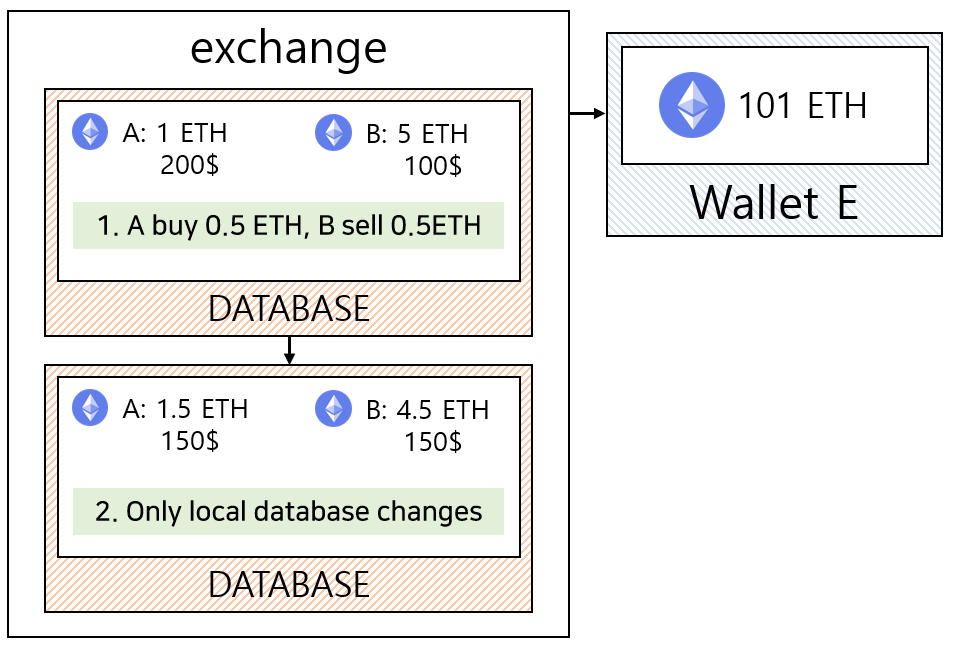 exchange
A: 1 ETH
200$
B: 5 ETH
100$
1. A buy 0.5 ETH, B sell 0.5ETH
DATABASE
A: 1.5 ETH
150$
B: 4.5 ETH
150$
2. Only local database changes
DATABASE
101 ETH
Wallet E